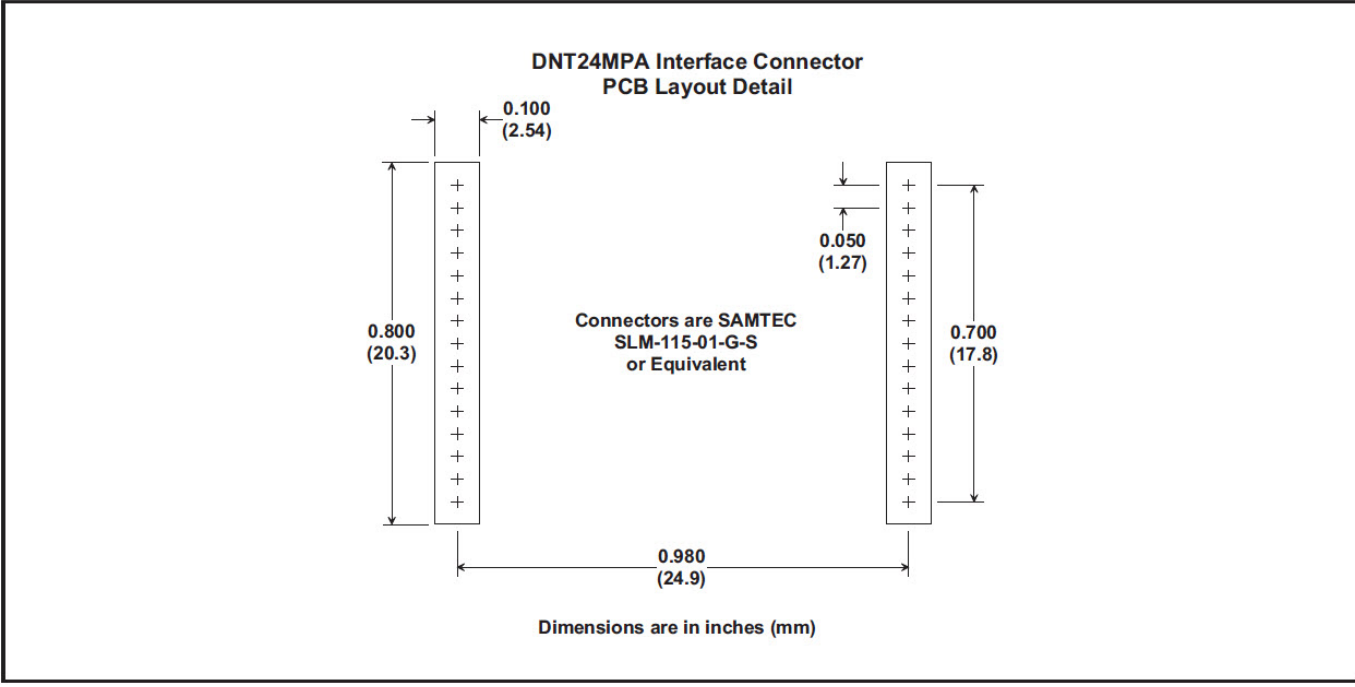 DNT24MPA Interface Connector
PCB Layout Detail
0.100
(2.54)
0.050
(1.27)
Connectors are SAMTEC
SLM-115-01-G-S
or Equivalent
0.800
(20.3)
0.700
(17.8)
0.980
(24.9)
Dimensions are in inches (mm)